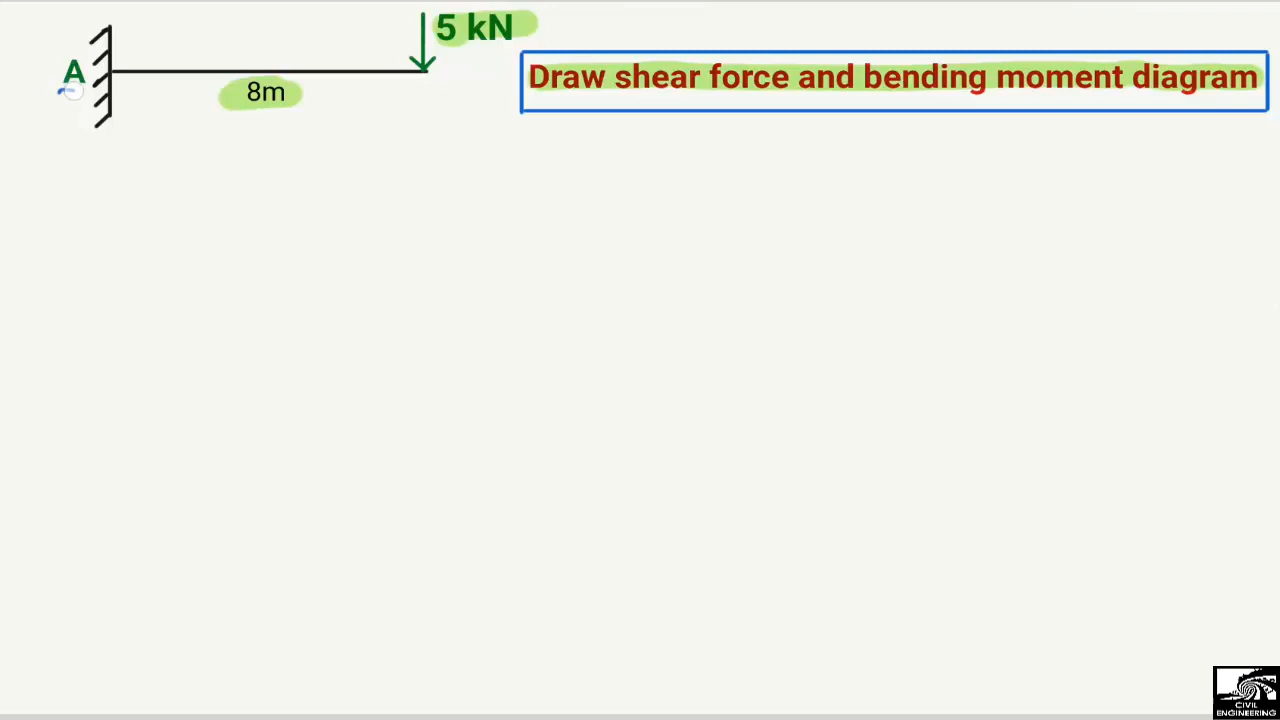 5 kN
A
8m
Draw shear force and bending moment diagram
CIVIL
ENGINEERING